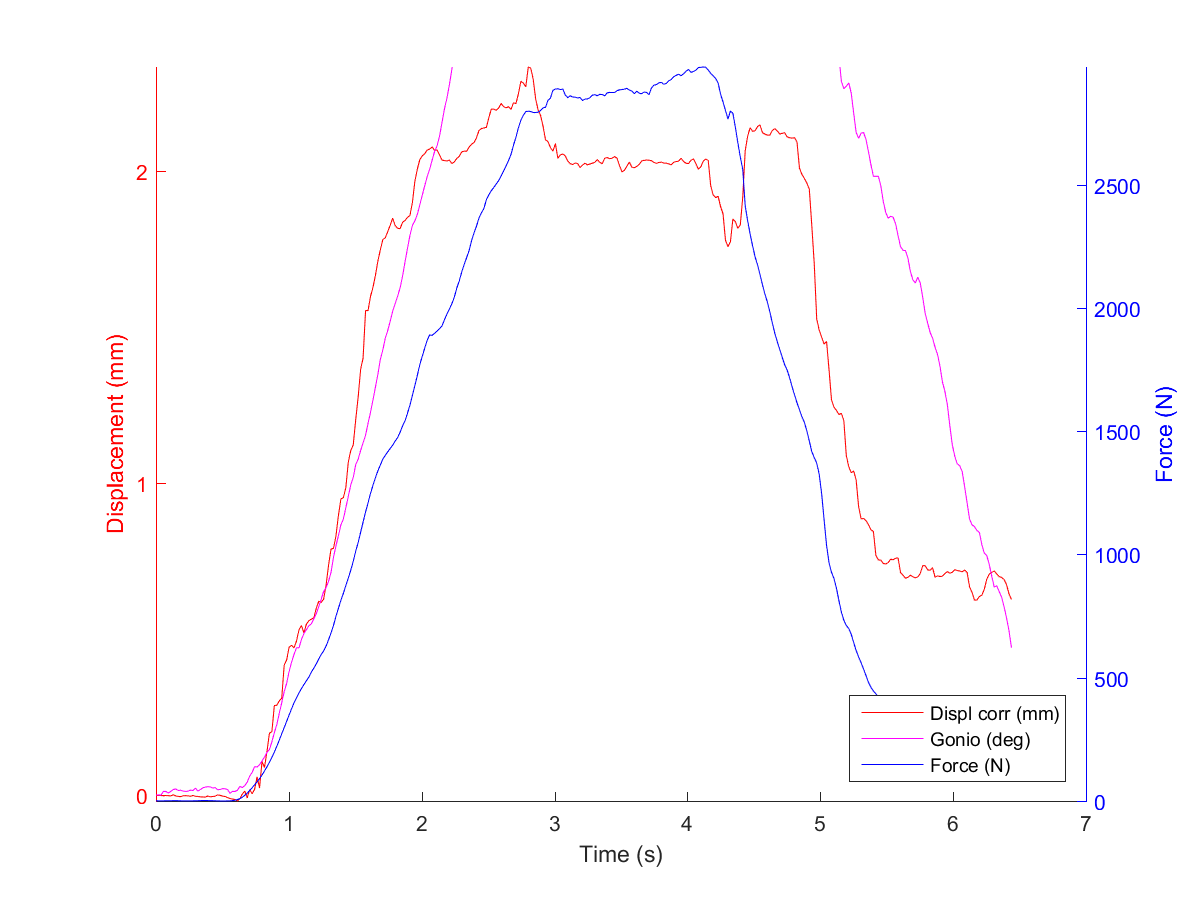 Displacement (mm)
2
1
0
2500
2000
1500
1000
500
0
Force (N)
Displ corr (mm)
Gonio (deg)
Force (N)
0 1 2 3 4 5 6 7
Time (s)